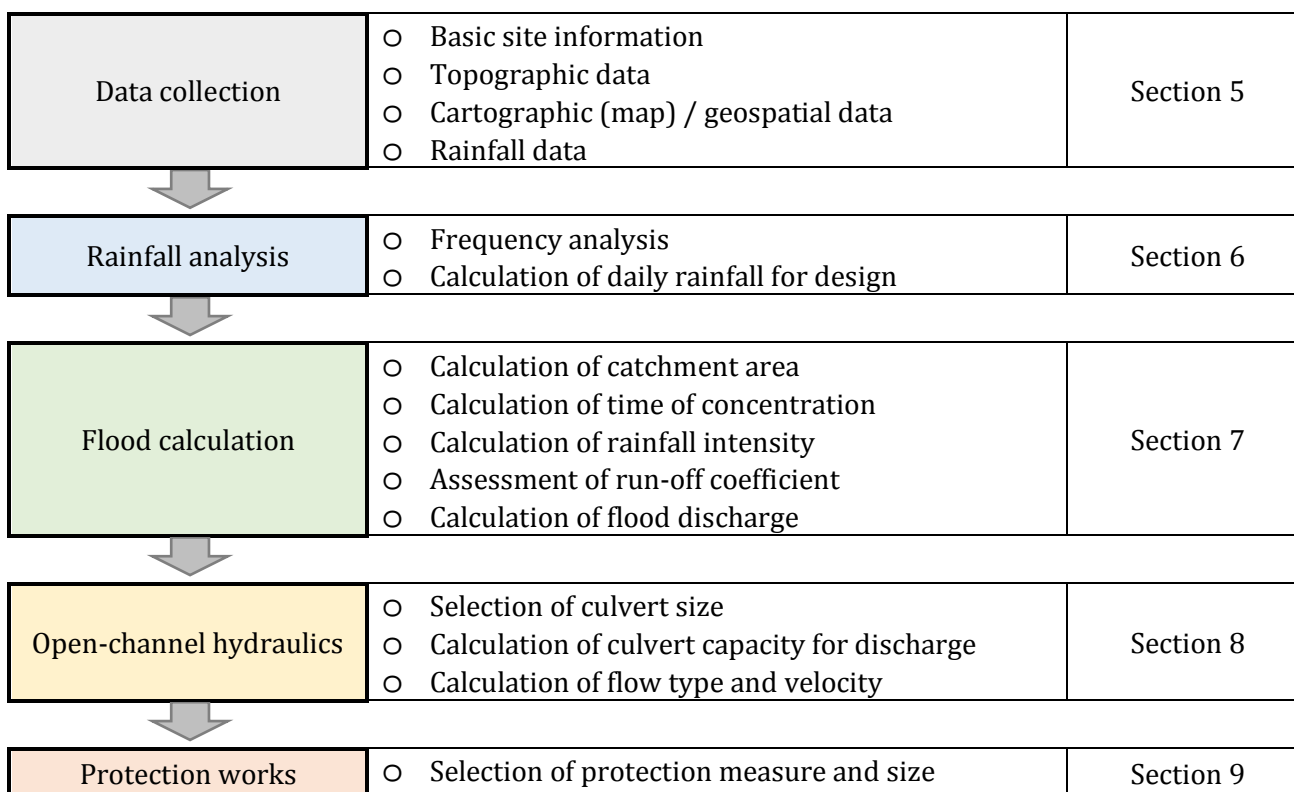 Data collection
○ Basic site information
○ Topographic data
○ Cartographic (map) / geospatial data
○ Rainfall data
Section 5
Rainfall analysis
○ Frequency analysis
○ Calculation of daily rainfall for design
Section 6
Flood calculation
○ Calculation of catchment area
○ Calculation of time of concentration
○ Calculation of rainfall intensity
○ Assessment of run-off coefficient
○ Calculation of flood discharge
Section 7
Open-channel hydraulics
○ Selection of culvert size
○ Calculation of culvert capacity for discharge
○ Calculation of flow type and velocity
Section 8
Protection works
○ Selection of protection measure and size
Section 9